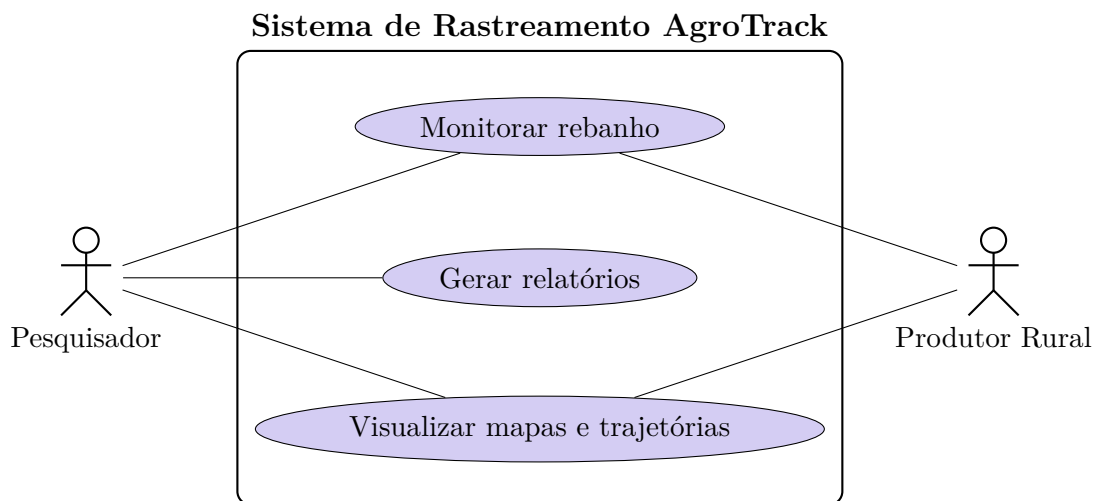 Sistema de Rastreamento AgroTrack
Monitorar rebanho
Gerar relatórios
Pesquisador
Produtor Rural
Visualizar mapas e trajetórias